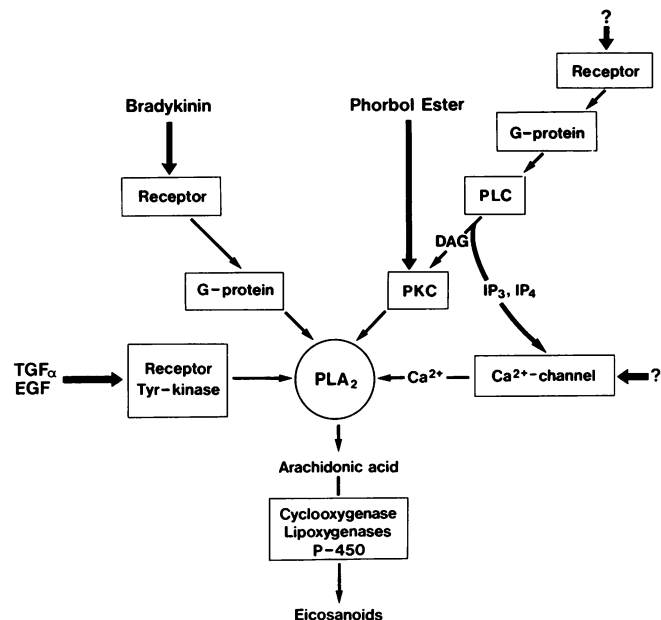 ?
Receptor
Bradykinin
Phorbol Ester
G-protein
Receptor
PLC
DAG
G-protein
PKC
IP₃, IP₄
TGFα
EGF
Receptor
Tyr-kinase
PLA₂
Ca²⁺
Ca²⁺-channel
?
Arachidonic acid
Cyclooxygenase
Lipoxygenases
P-450
Eicosanoids